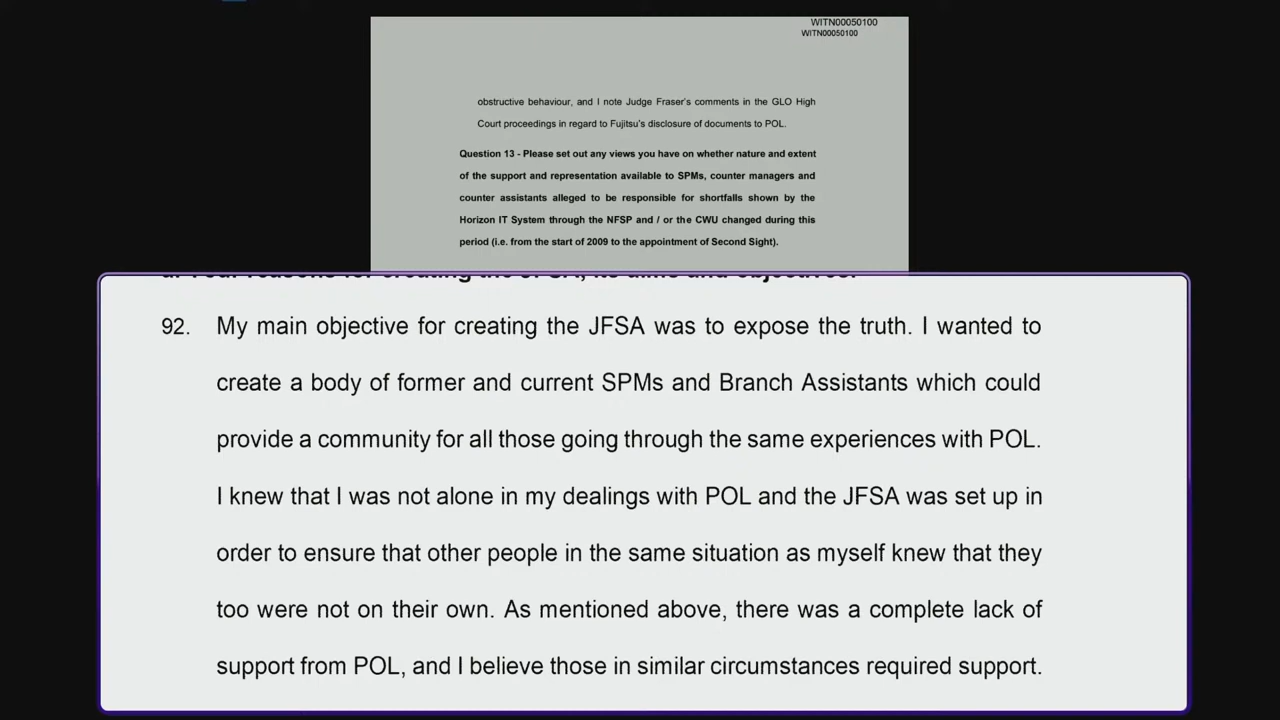 WITN00050100
WITN00050100
obstructive behaviour, and I note Judge Fraser's comments in the GLO High
Court proceedings in regard to Fujitsu's disclosure of documents to POL.
Question 13 - Please set out any views you have on whether nature and extent
of the support and representation available to SPMs, counter managers and
counter assistants alleged to be responsible for shortfalls shown by the
Horizon IT System through the NFSP and / or the CWU changed during this
period (i.e. from the start of 2009 to the appointment of Second Sight).
92. My main objective for creating the JFSA was to expose the truth. I wanted to
create a body of former and current SPMs and Branch Assistants which could
provide a community for all those going through the same experiences with POL.
I knew that I was not alone in my dealings with POL and the JFSA was set up in
order to ensure that other people in the same situation as myself knew that they
too were not on their own. As mentioned above, there was a complete lack of
support from POL, and I believe those in similar circumstances required support.